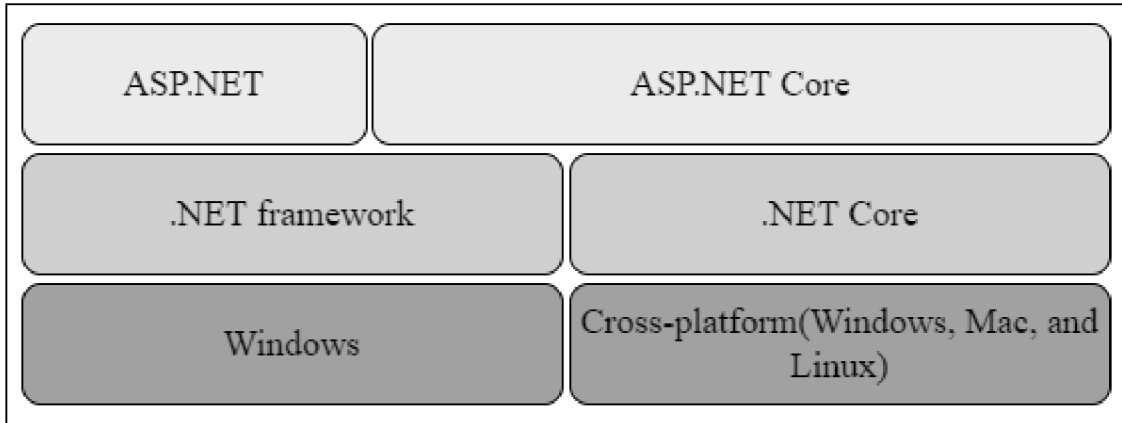 ASP.NET
ASP.NET Core
.NET framework
.NET Core
Windows
Cross-platform(Windows, Mac, and
Linux)